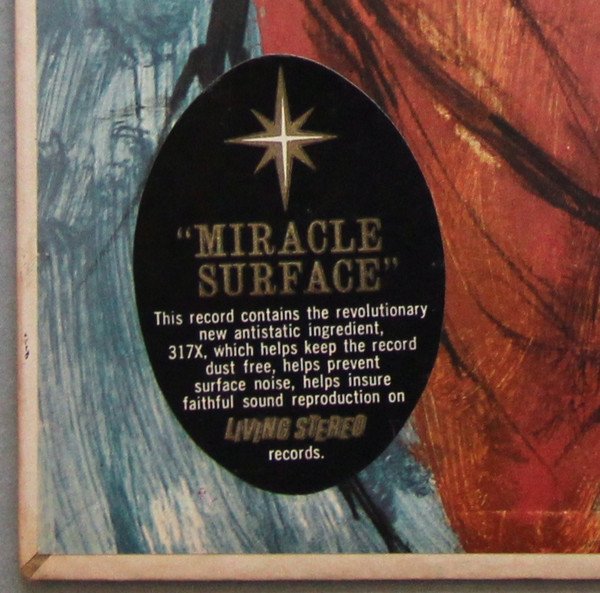 "MIRACLE
SURFACE"
This record contains the revolutionary
new antistatic ingredient,
317X, which helps keep the record
dust free, helps prevent
surface noise, helps insure
faithful sound reproduction on
LIVING STEREO
records.